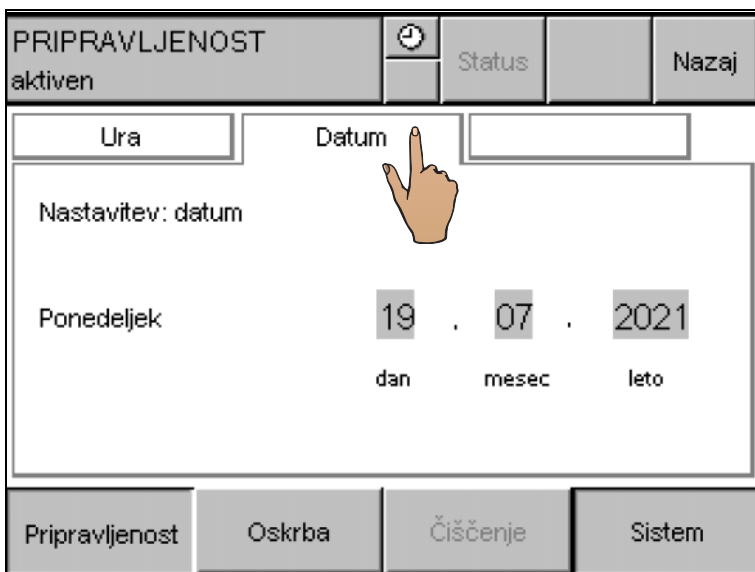 PRIPRAVLJENOST
aktiven
Status
Nazaj
Ura
Datum
Nastavitev: datum
Ponedeljek
19 . 07 . 2021
dan mesec leto
Pripravljenost
Oskrba
Čiščenje
Sistem